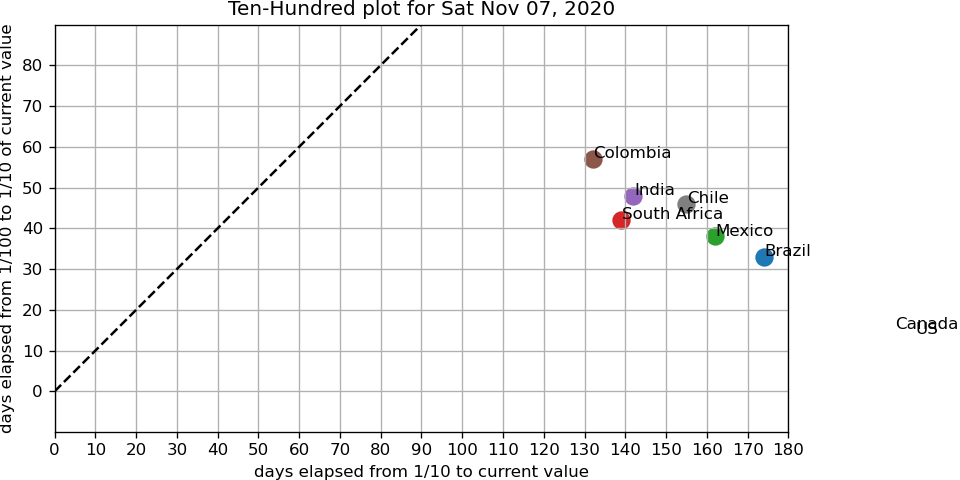 Ten-Hundred plot for Sat Nov 07, 2020
days elapsed from 1/100 to 1/10 of current value
80
70
60
50
40
30
20
10
0
Colombia
India
Chile
South Africa
Mexico
Brazil
Canada
US
0 10 20 30 40 50 60 70 80 90 100 110 120 130 140 150 160 170 180
days elapsed from 1/10 to current value